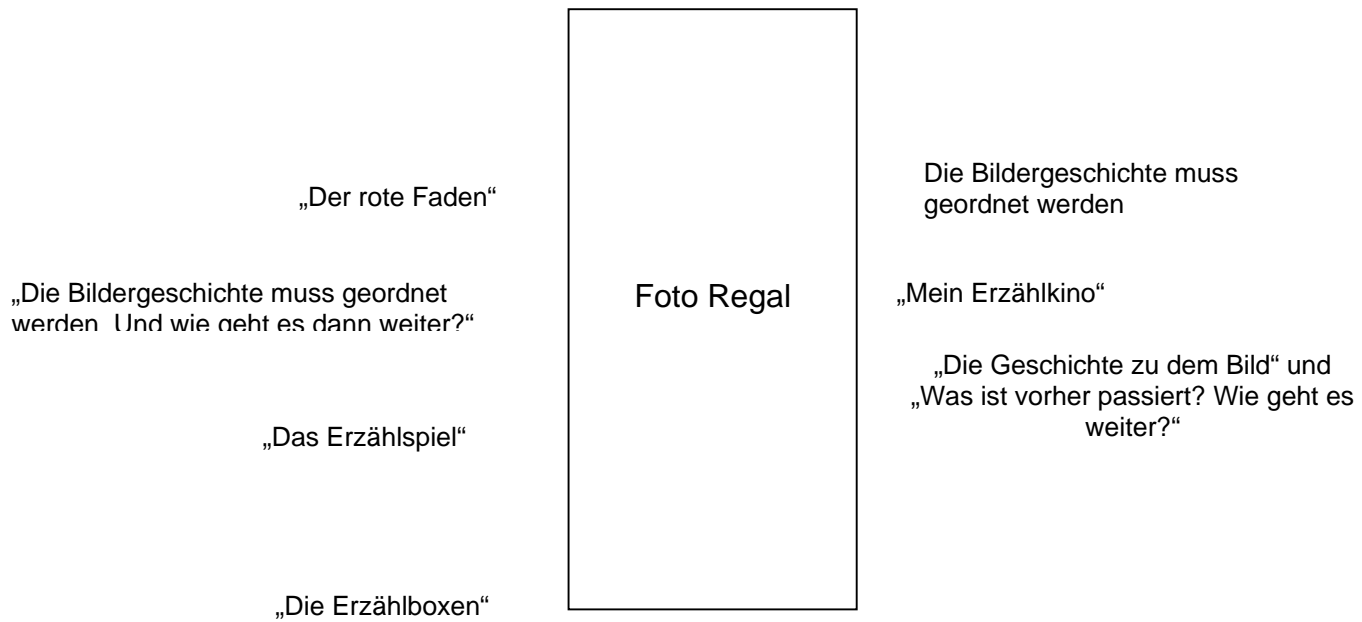 „Der rote Faden“
„Die Bildergeschichte muss geordnet
werden. Und wie geht es dann weiter?“
„Das Erzählspiel“
„Die Erzählboxen“
Foto Regal
Die Bildergeschichte muss
geordnet werden
„Mein Erzählkino“
„Die Geschichte zu dem Bild“ und
„Was ist vorher passiert? Wie geht es
weiter?“